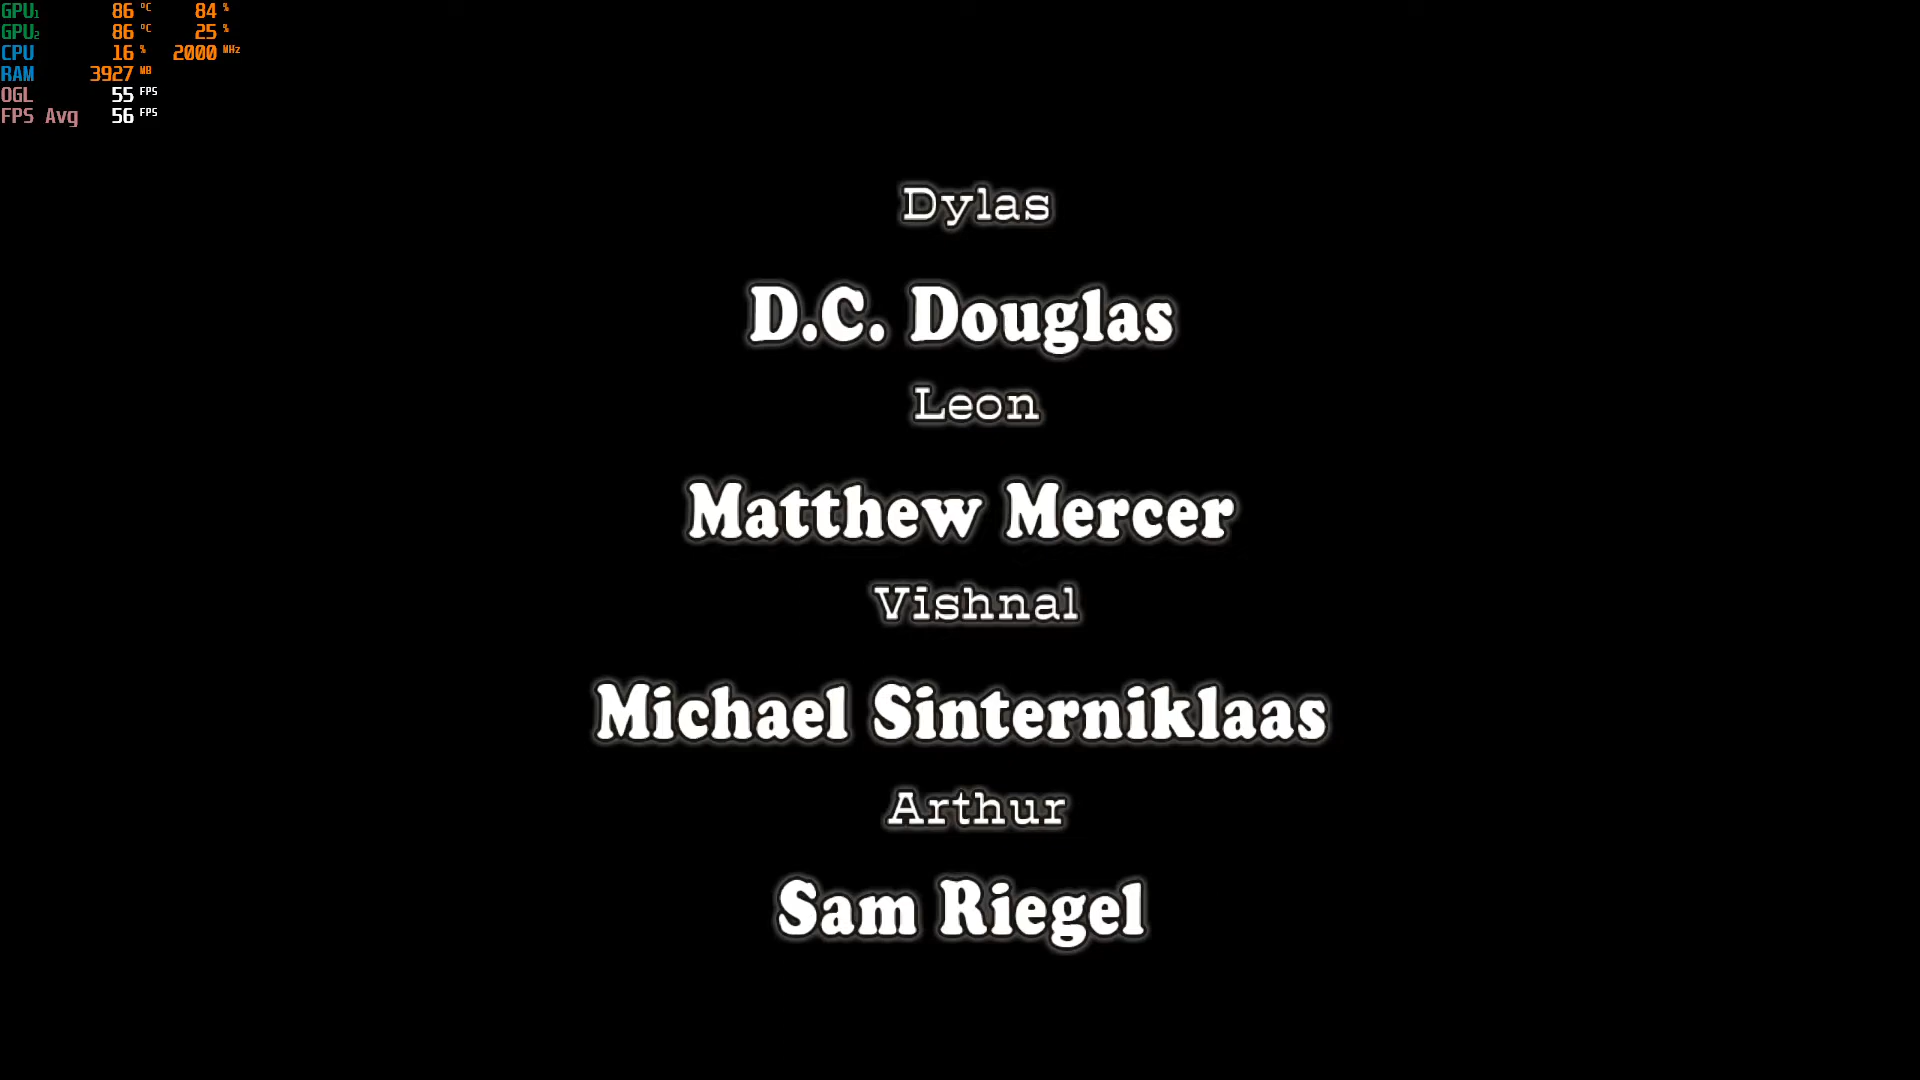 GPU1 86 °C 84 %
GPU2 86 °C 25 %
CPU 16 % 2000 MHz
RAM 3927 MB
OGL 55 FPS
FPS Avg 56 FPS
Dylas
D.C. Douglas
Leon
Matthew Mercer
Vishnal
Michael Sinterniklaas
Arthur
Sam Riegel